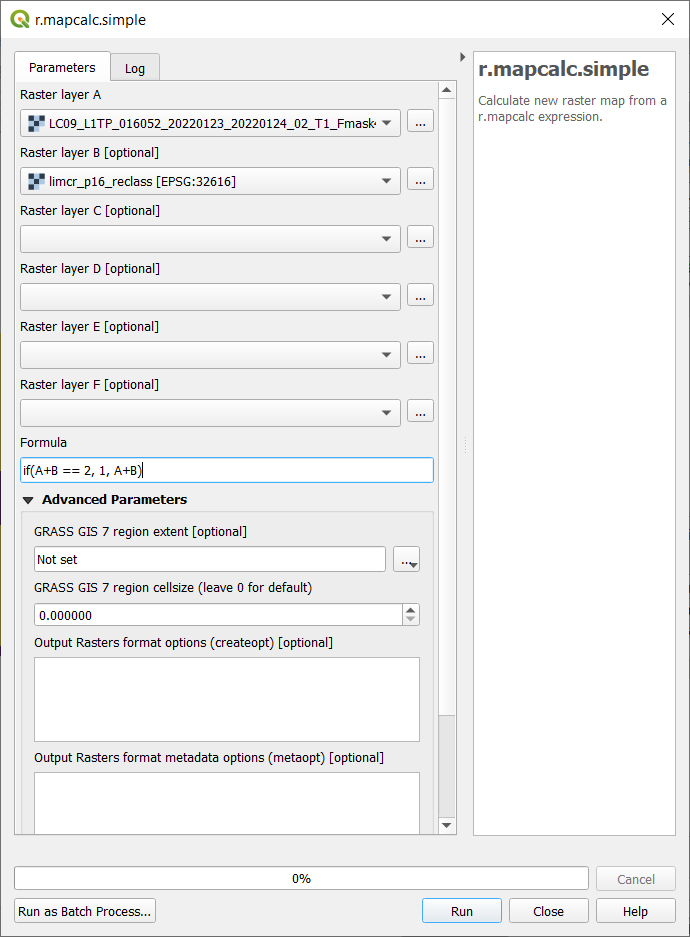 r.mapcalc.simple
Parameters
Log
Raster layer A
LC09_L1TP_016052_20220123_20220124_02_T1_Fmask4
...
Raster layer B [optional]
limcr_p16_reclass [EPSG:32616]
...
Raster layer C [optional]
...
Raster layer D [optional]
...
Raster layer E [optional]
...
Raster layer F [optional]
...
Formula
if(A+B == 2, 1, A+B)
Advanced Parameters
GRASS GIS 7 region extent [optional]
Not set
...
GRASS GIS 7 region cellsize (leave 0 for default)
0.000000
Output Rasters format options (createopt) [optional]
Output Rasters format metadata options (metaopt) [optional]
r.mapcalc.simple
Calculate new raster map from a
r.mapcalc expression.
0%
Cancel
Run as Batch Process...
Run
Close
Help